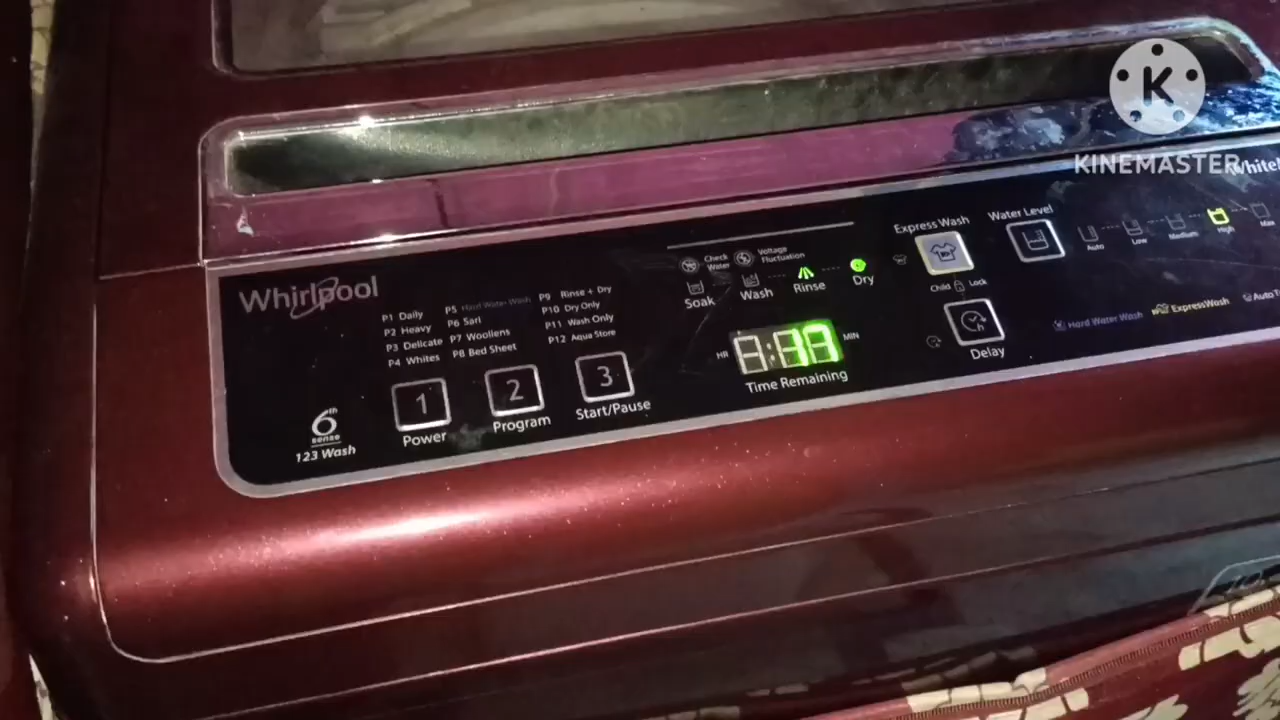 KINEMASTER
Whirlpool
P1 Daily
P2 Heavy
P3 Delicate
P4 Whites
P5 Hard Water Wash
P6 Sari
P7 Woollens
P8 Bed Sheet
P9 Rinse + Dry
P10 Dry Only
P11 Wash Only
P12 Aqua Store
6th
sense
123 Wash
1
Power
2
Program
3
Start/Pause
Check
Water
Voltage
Fluctuation
Soak
Wash
Rinse
Dry
HR
17
MIN
Time Remaining
Express Wash
Child Lock
Delay
Water Level
Auto
Low
Medium
High
Max
Hard Water Wash
ExpressWash